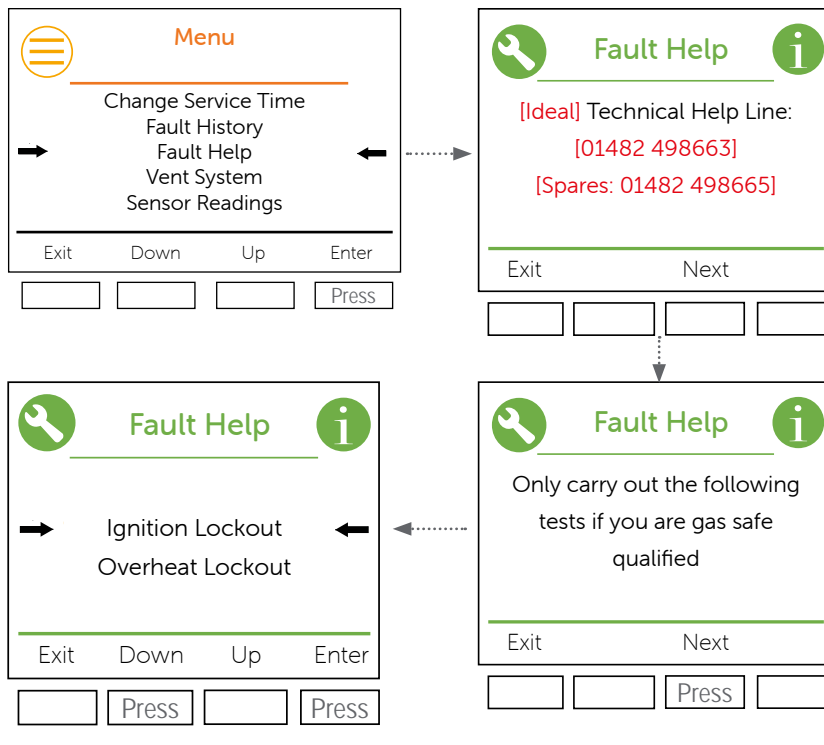 Menu
Change Service Time
Fault History
Fault Help
Vent System
Sensor Readings
Exit Down Up Enter
Press
Fault Help
[Ideal] Technical Help Line:
[01482 498663]
[Spares: 01482 498665]
Exit Next
Fault Help
Only carry out the following
tests if you are gas safe
qualified
Exit Next
Press
Fault Help
Ignition Lockout
Overheat Lockout
Exit Down Up Enter
Press Press